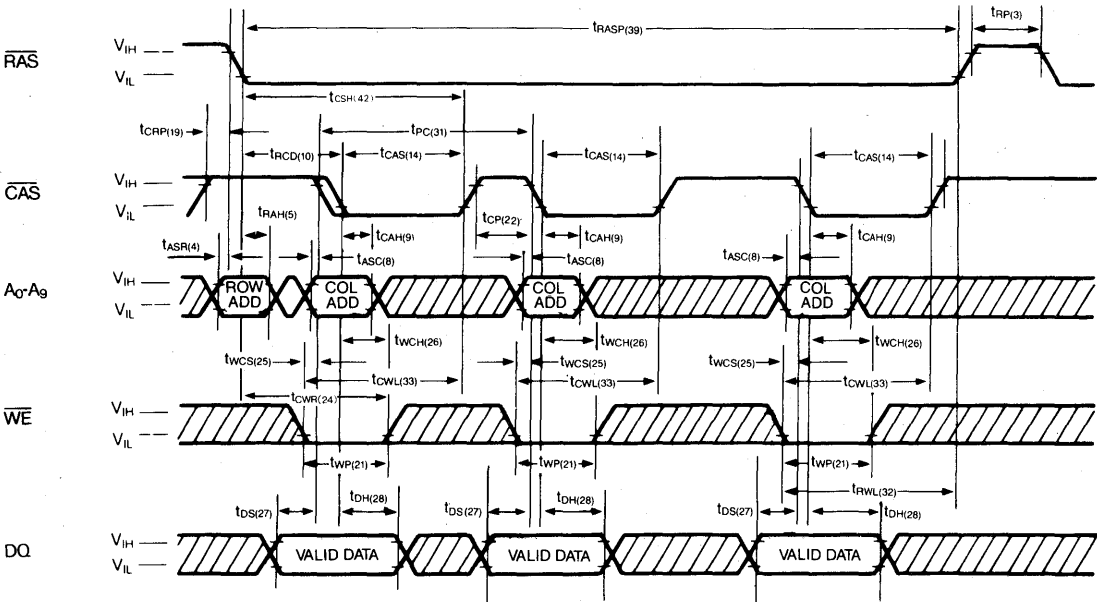 tRASP(39)
tRP(3)
RAS
VIH
VIL
tCSH(42)
tCRP(19)
tPC(31)
tRCD(10)
tCAS(14)
tCAS(14)
tCAS(14)
CAS
VIH
VIL
tRAH(5)
tCP(22)
tCAH(9)
tCAH(9)
tCAH(9)
tASR(4)
tASC(8)
tASC(8)
tASC(8)
A0-A9
VIH
VIL
ROW ADD
COL ADD
COL ADD
COL ADD
tWCH(26)
tWCH(26)
tWCH(26)
tWCS(25)
tWCS(25)
tWCS(25)
tCWL(33)
tCWL(33)
tCWL(33)
tCWR(24)
WE
VIH
VIL
tWP(21)
tWP(21)
tWP(21)
tRWL(32)
tDS(27)
tDH(28)
tDS(27)
tDH(28)
tDS(27)
tDH(28)
DQ
VIH
VIL
VALID DATA
VALID DATA
VALID DATA